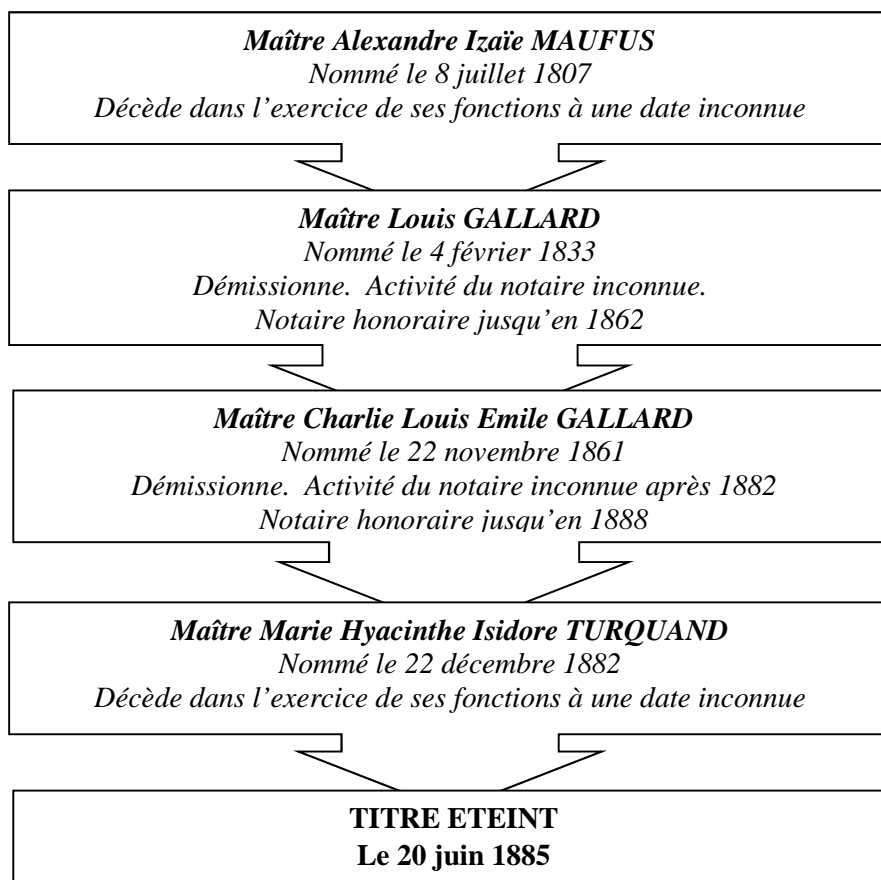 Maître Alexandre Izaïe MAUFUS
Nommé le 8 juillet 1807
Décède dans l’exercice de ses fonctions à une date inconnue
Maître Louis GALLARD
Nommé le 4 février 1833
Démissionne. Activité du notaire inconnue.
Notaire honoraire jusqu’en 1862
Maître Charlie Louis Emile GALLARD
Nommé le 22 novembre 1861
Démissionne. Activité du notaire inconnue après 1882
Notaire honoraire jusqu’en 1888
Maître Marie Hyacinthe Isidore TURQUAND
Nommé le 22 décembre 1882
Décède dans l’exercice de ses fonctions à une date inconnue
TITRE ETEINT
Le 20 juin 1885